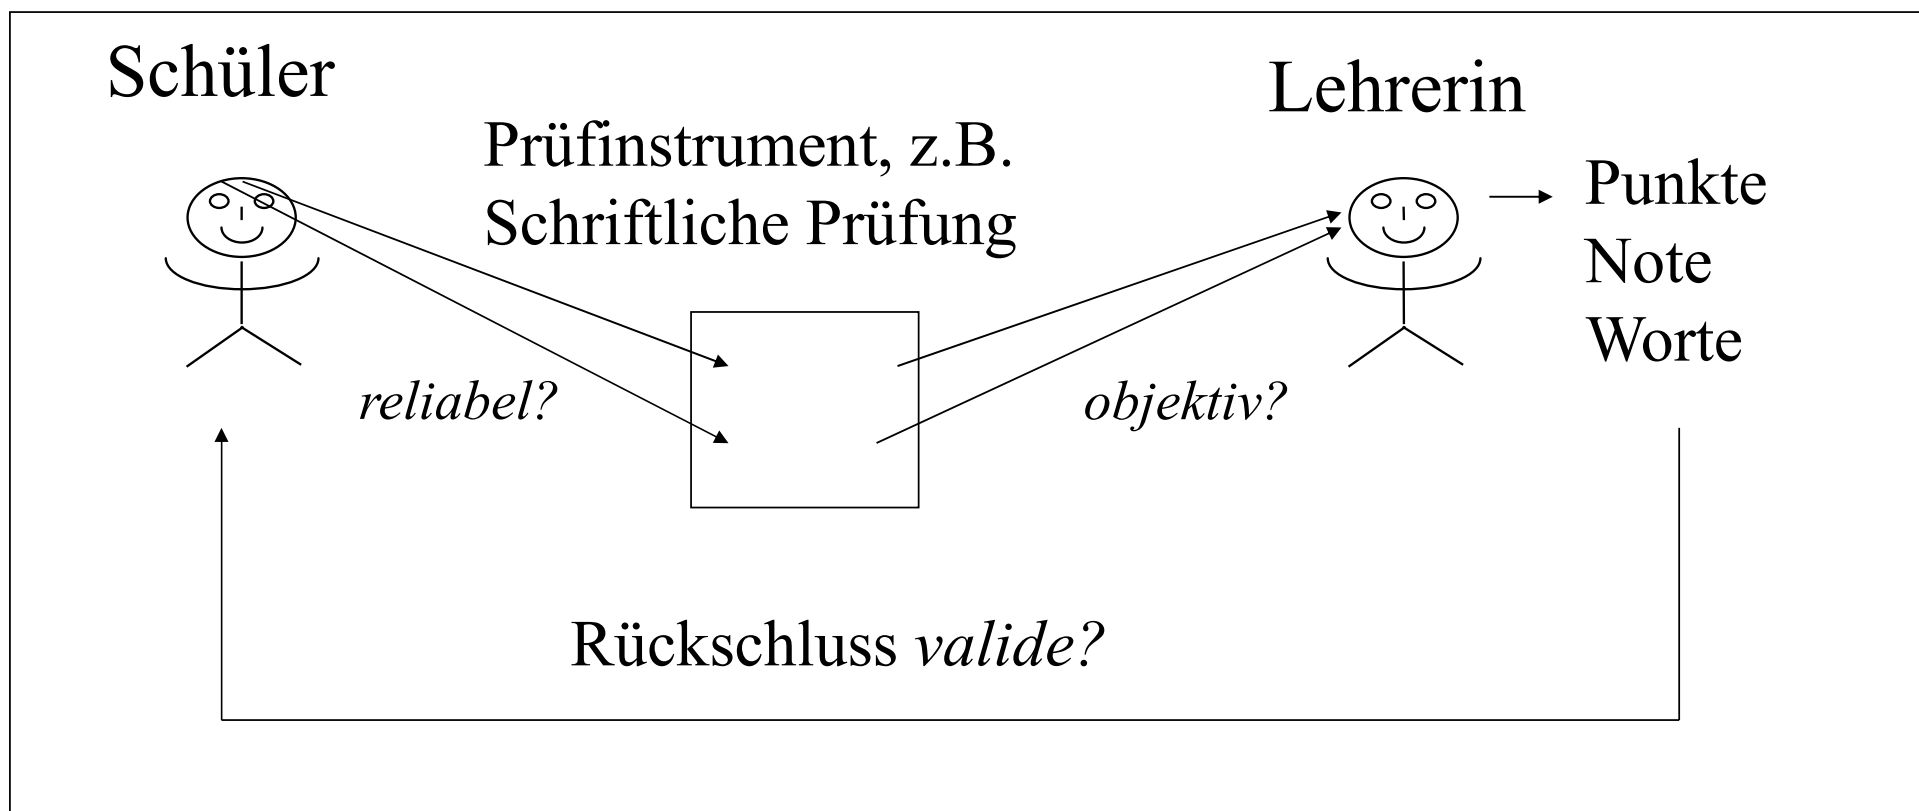 Schüler
Lehrerin
Prüfinstrument, z.B.
Schriftliche Prüfung
Punkte
Note
Worte
reliabel?
objektiv?
Rückschluss valide?